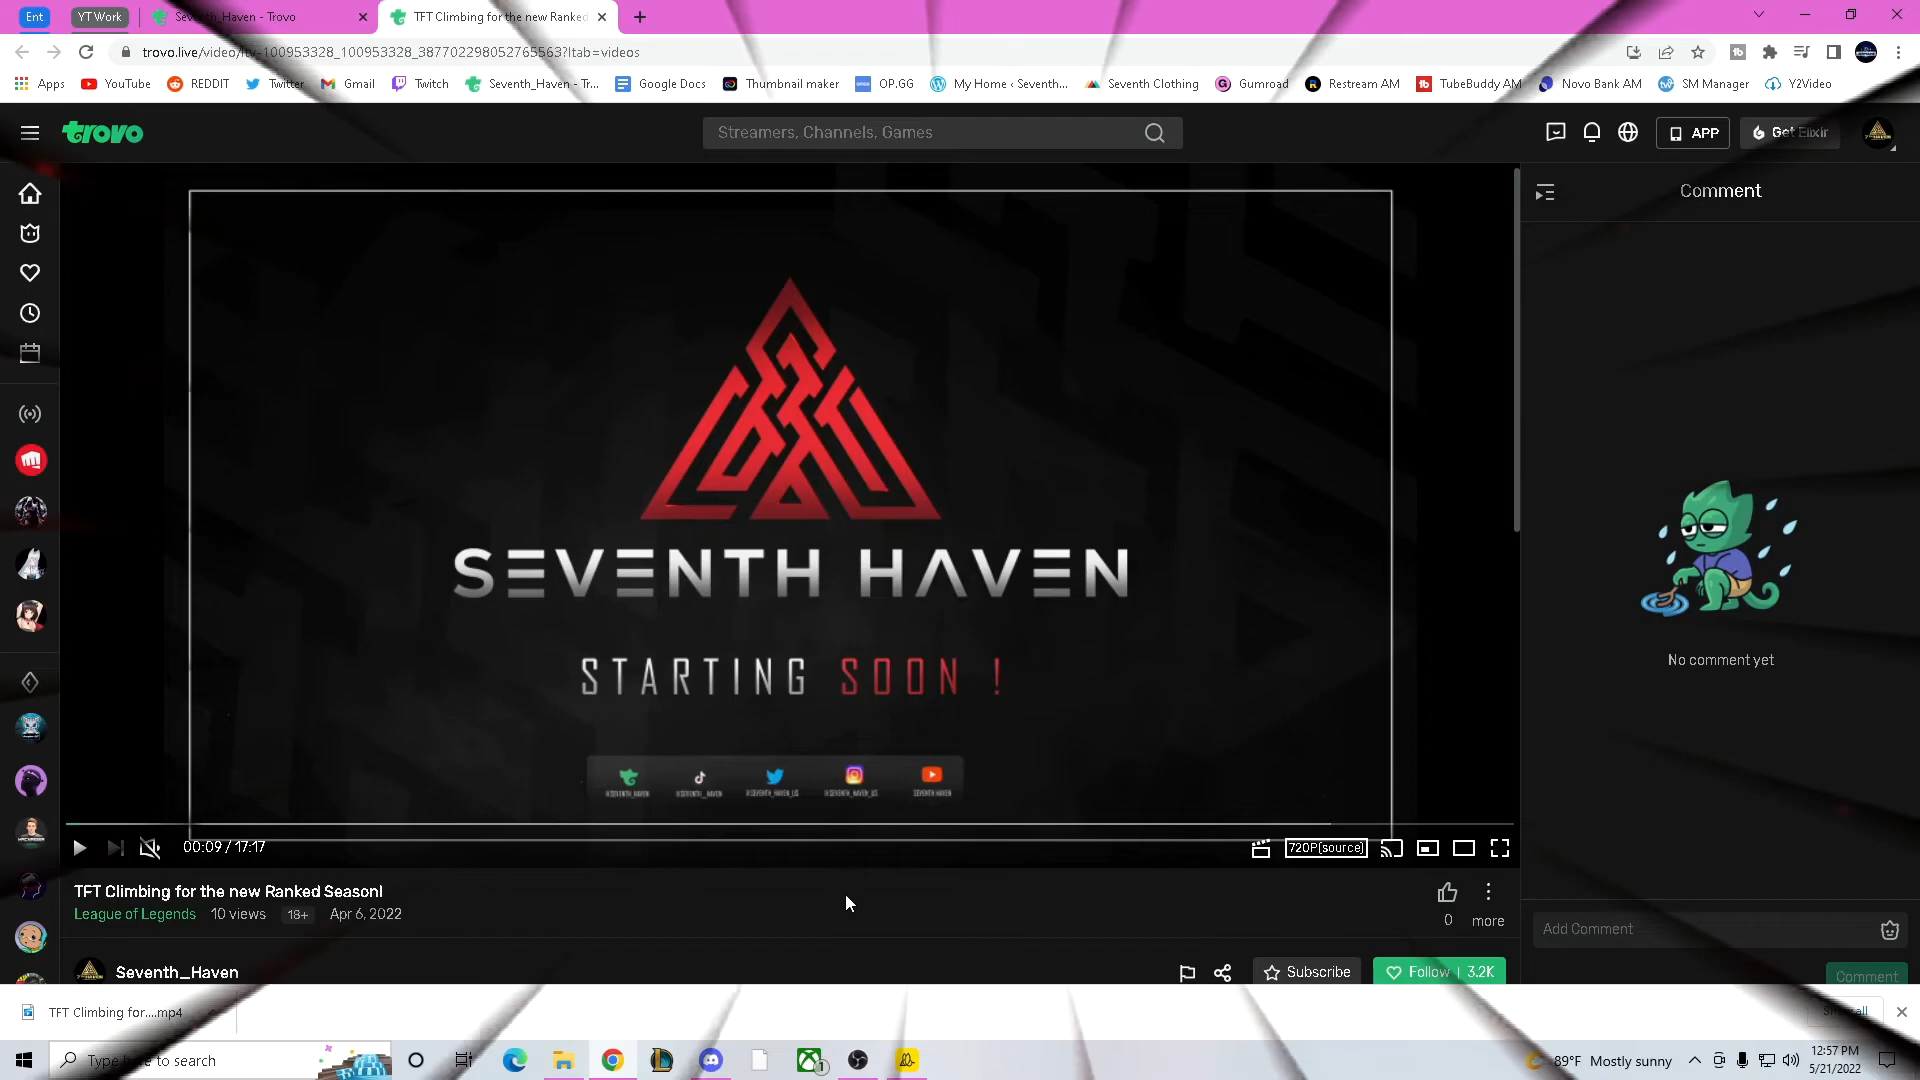 Ent
YT Work
Seventh_Haven - Trovo
TFT Climbing for the new Ranked
trovo.live/video/ltv-100953328_100953328_387702298052765563?ltab=videos
Apps
YouTube
REDDIT
Twitter
Gmail
Twitch
Seventh_Haven - Tr...
Google Docs
Thumbnail maker
OP.GG
My Home ‹ Seventh...
Seventh Clothing
Gumroad
Restream AM
TubeBuddy AM
Novo Bank AM
SM Manager
Y2Video
trovo
Streamers, Channels, Games
APP
Get Elixir
Comment
SEVENTH HAVEN
STARTING SOON !
No comment yet
00:09 / 17:17
720P(source)
TFT Climbing for the new Ranked Season!
League of Legends 10 views 18+ Apr 6, 2022
0
more
Add Comment
Seventh_Haven
Subscribe
Follow | 3.2K
Comment
TFT Climbing for....mp4
Show all
Type here to search
1
89°F Mostly sunny
12:57 PM
5/21/2022